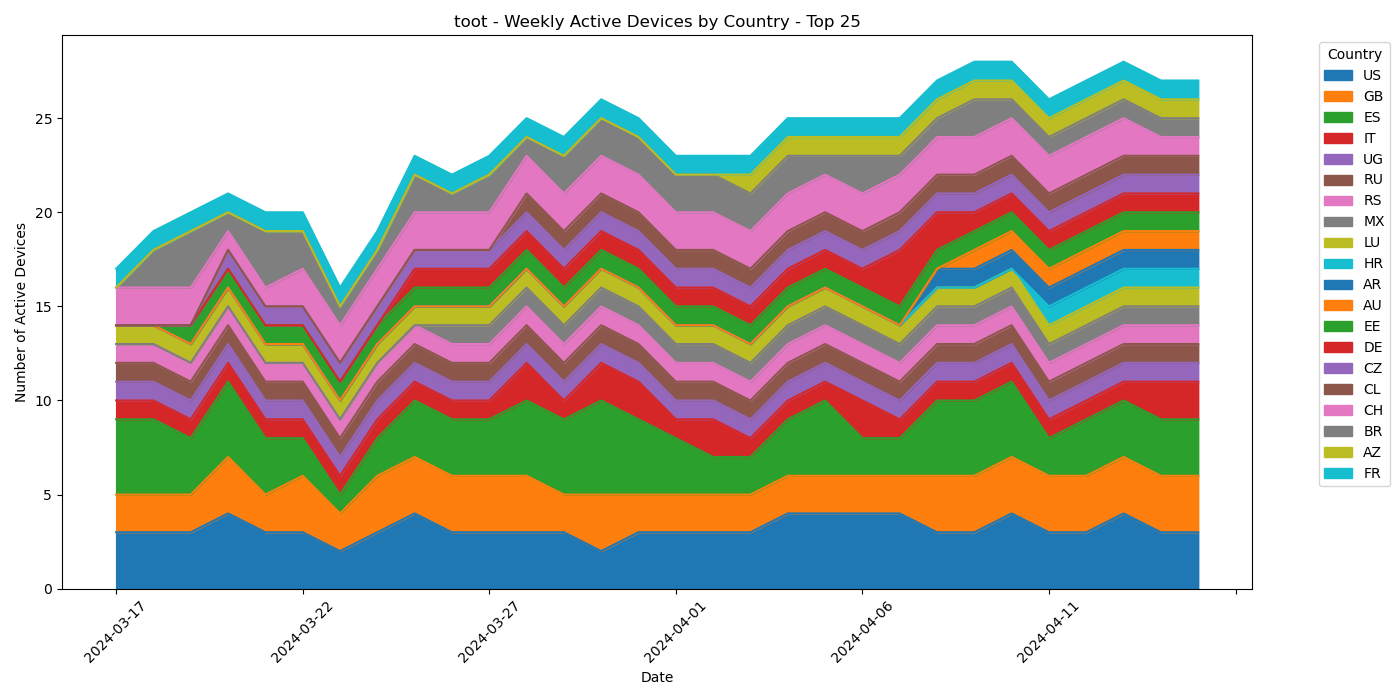 toot - Weekly Active Devices by Country - Top 25
Number of Active Devices
25
20
15
10
5
0
2024-03-17
2024-03-22
2024-03-27
2024-04-01
2024-04-06
2024-04-11
Date
Country
US
GB
ES
IT
UG
RU
RS
MX
LU
HR
AR
AU
EE
DE
CZ
CL
CH
BR
AZ
FR